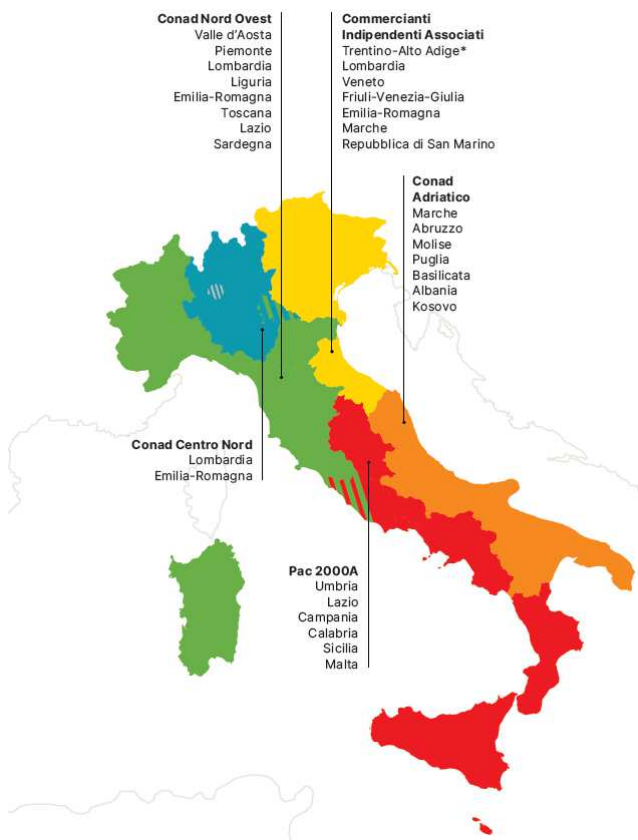 Conad Nord Ovest
Valle d'Aosta
Piemonte
Lombardia
Liguria
Emilia-Romagna
Toscana
Lazio
Sardegna
Commercianti
Indipendenti Associati
Trentino-Alto Adige*
Lombardia
Veneto
Friuli-Venezia-Giulia
Emilia-Romagna
Marche
Repubblica di San Marino
Conad
Adriatico
Marche
Abruzzo
Molise
Puglia
Basilicata
Albania
Kosovo
Conad Centro Nord
Lombardia
Emilia-Romagna
Pac 2000A
Umbria
Lazio
Campania
Calabria
Sicilia
Malta